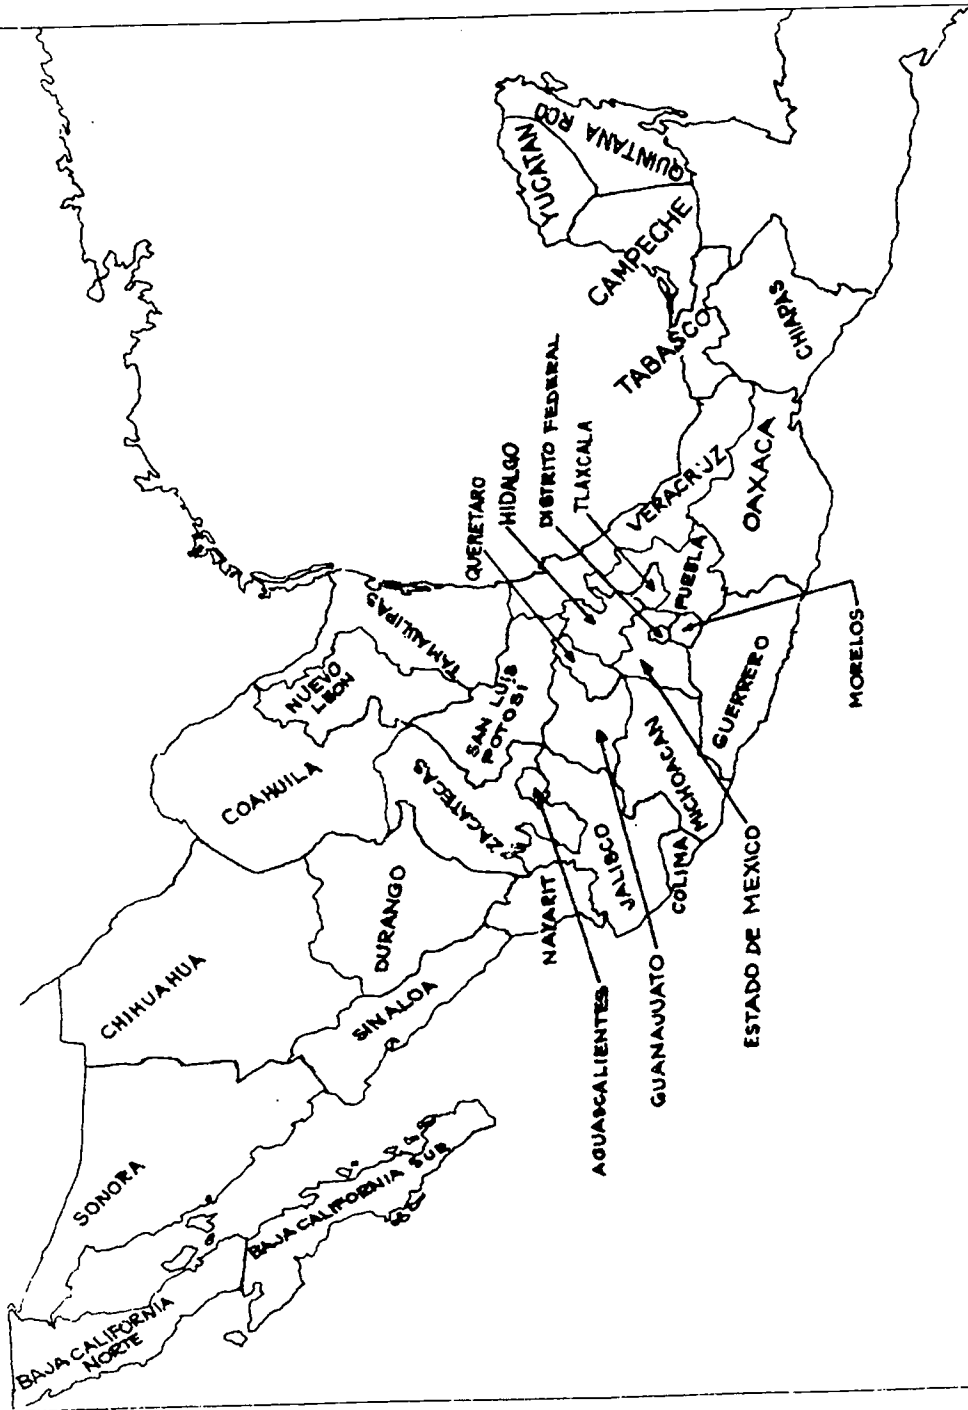 BAJA CALIFORNIA
NORTE
SONORA
BAJA CALIFORNIA SUR
CHIHUAHUA
SINALOA
COAHUILA
DURANGO
NUEVO
LEON
TAMAULIPAS
ZACATECAS
SAN LUIS
POTOSI
NAYARIT
JALISCO
COLIMA
MICHOACAN
AGUASCALIENTES
GUANAJUATO
ESTADO DE MEXICO
QUERETARO
HIDALGO
DISTRITO FEDERAL
TLAXCALA
MORELOS
GUERRERO
PUEBLA
VERACRUZ
OAXACA
TABASCO
CHIAPAS
CAMPECHE
YUCATAN
QUINTANA ROO